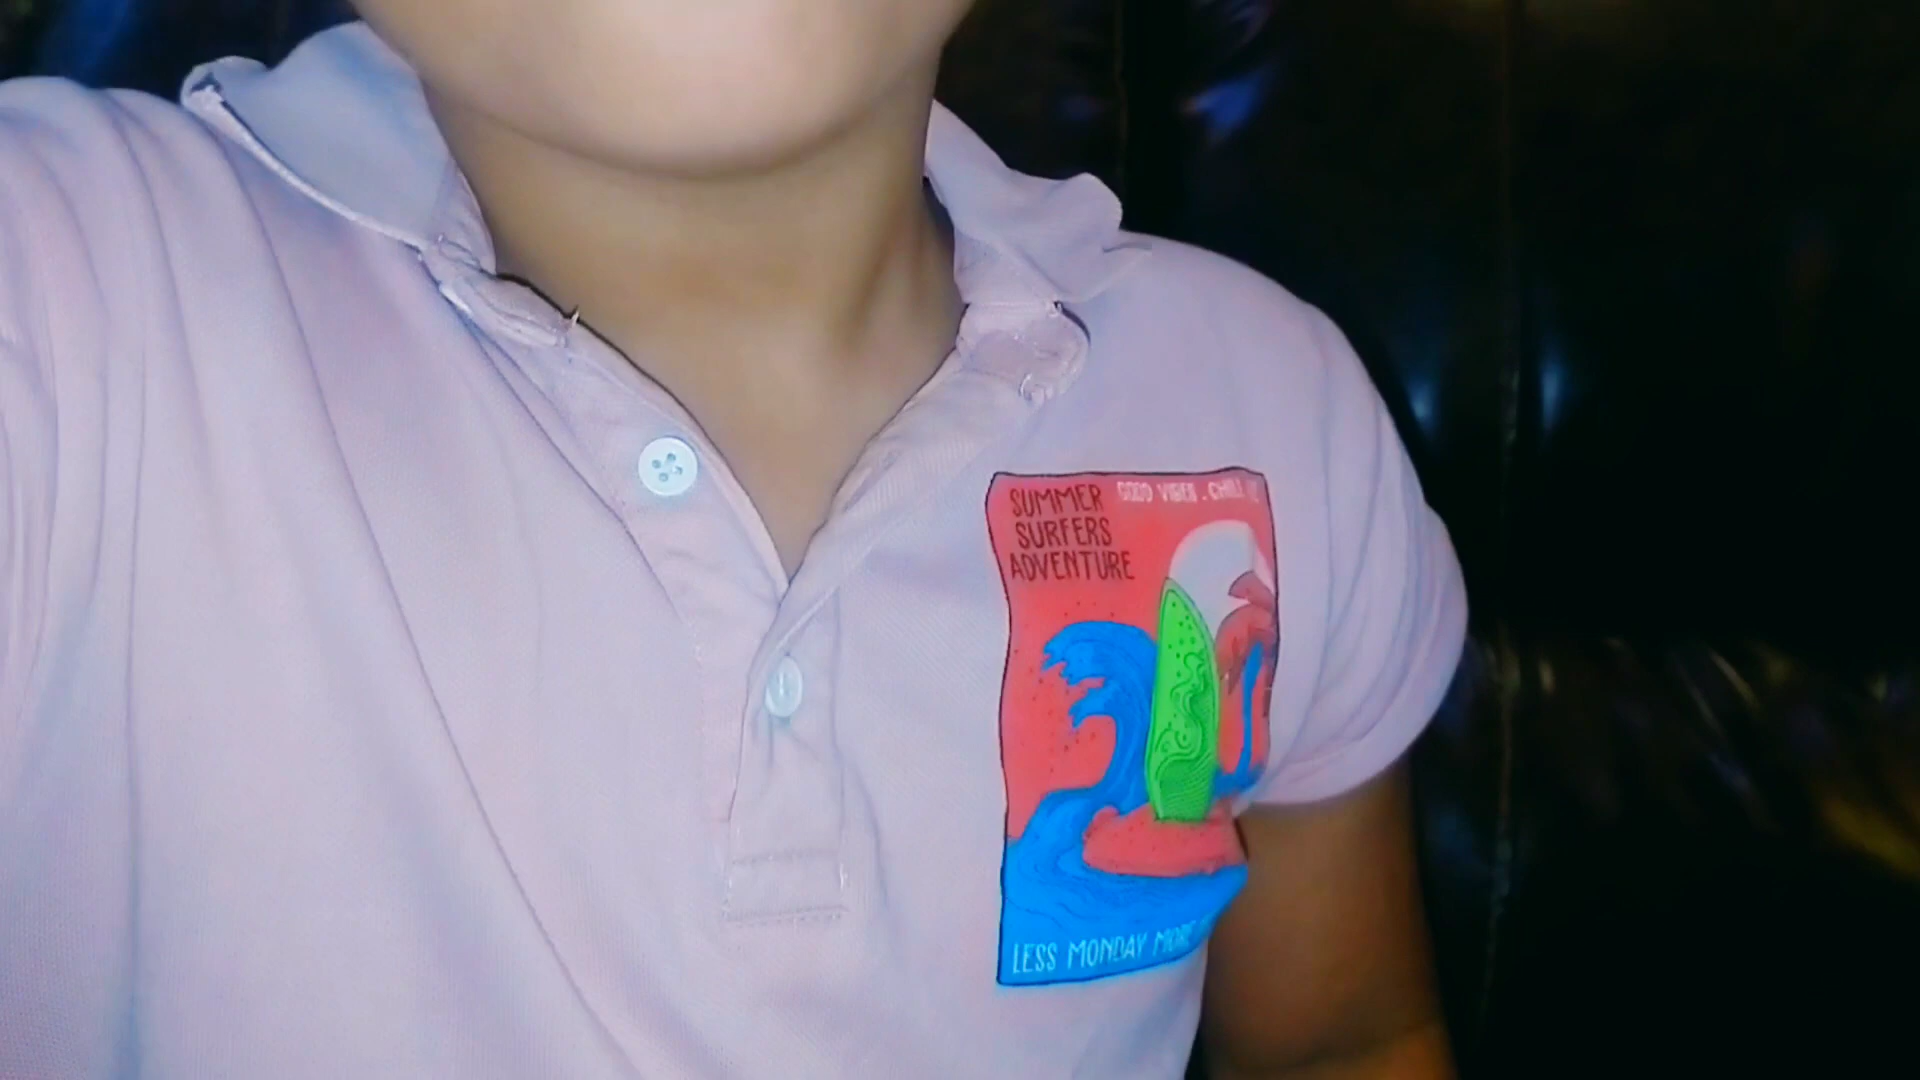 SUMMER
SURFERS
ADVENTURE
GOOD VIBES . CHILL
LESS MONDAY MORE